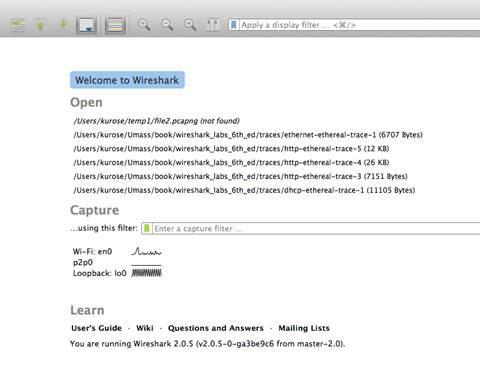 Apply a display filter ... <⌘/>
Welcome to Wireshark
Open
/Users/kurose/temp1/file2.pcapng (not found)
/Users/kurose/Umass/book/wireshark_labs_6th_ed/traces/ethernet-ethereal-trace-1 (6707 Bytes)
/Users/kurose/Umass/book/wireshark_labs_6th_ed/traces/http-ethereal-trace-5 (12 KB)
/Users/kurose/Umass/book/wireshark_labs_6th_ed/traces/http-ethereal-trace-4 (26 KB)
/Users/kurose/Umass/book/wireshark_labs_6th_ed/traces/http-ethereal-trace-3 (7151 Bytes)
/Users/kurose/Umass/book/wireshark_labs_6th_ed/traces/dhcp-ethereal-trace-1 (11105 Bytes)
Capture
...using this filter: Enter a capture filter ...
Wi-Fi: en0
p2p0
Loopback: lo0
Learn
User's Guide · Wiki · Questions and Answers · Mailing Lists
You are running Wireshark 2.0.5 (v2.0.5-0-ga3be9c6 from master-2.0).